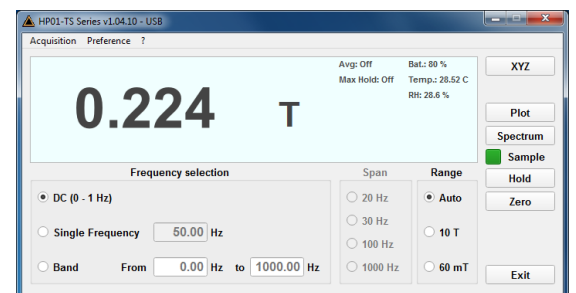 HP01-TS Series v1.04.10 - USB
Acquisition Preference ?
Avg: Off Bat.: 80 %
Max Hold: Off Temp.: 28.52 C
RH: 28.6 %
0.224 T
XYZ
Plot
Spectrum
Sample
Hold
Zero
Exit
Frequency selection
DC (0 - 1 Hz)
Single Frequency 50.00 Hz
Band From 0.00 Hz to 1000.00 Hz
Span
20 Hz
30 Hz
100 Hz
1000 Hz
Range
Auto
10 T
60 mT